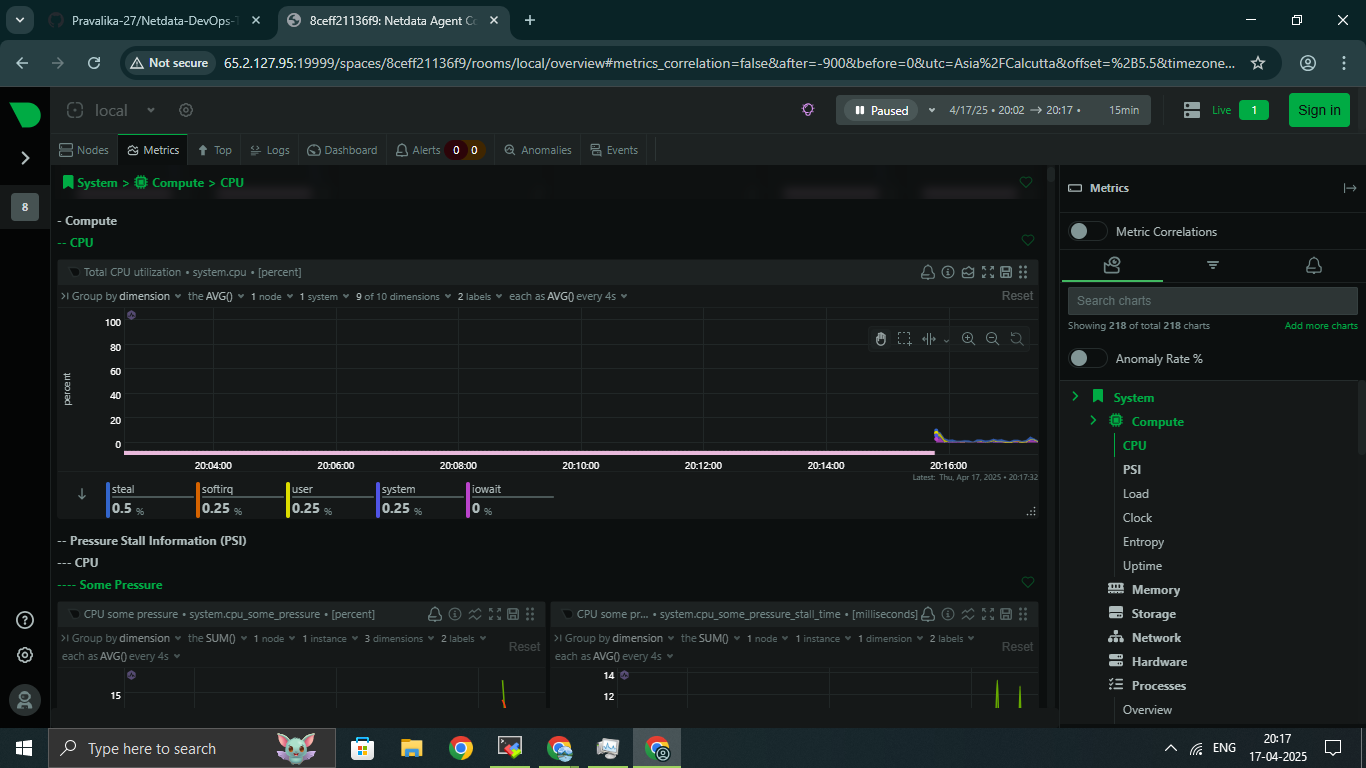 Pravalika-27/Netdata-DevOps-T
8ceff21136f9: Netdata Agent Co
Not secure 65.2.127.95:19999/spaces/8ceff21136f9/rooms/local/overview#metrics_correlation=false&after=-900&before=0&utc=Asia%2FCalcutta&offset=%2B5.5&timezone...
local
Paused 4/17/25 • 20:02 → 20:17 • 15min
Live 1
Sign in
Nodes Metrics Top Logs Dashboard Alerts 0 0 Anomalies Events
8
System > Compute > CPU
- Compute
-- CPU
Total CPU utilization • system.cpu • [percent]
Group by dimension the AVG() 1 node 1 system 9 of 10 dimensions 2 labels each as AVG() every 4s Reset
percent
100
80
60
40
20
0
20:04:00 20:06:00 20:08:00 20:10:00 20:12:00 20:14:00 20:16:00
Latest: Thu, Apr 17, 2025 • 20:17:32
steal softirq user system iowait
0.5 % 0.25 % 0.25 % 0.25 % 0 %
-- Pressure Stall Information (PSI)
--- CPU
---- Some Pressure
CPU some pressure • system.cpu_some_pressure • [percent]
Group by dimension the SUM() 1 node 1 instance 3 dimensions 2 labels
each as AVG() every 4s Reset
15
CPU some pr... • system.cpu_some_pressure_stall_time • [milliseconds]
Group by dimension the SUM() 1 node 1 instance 1 dimension 2 labels
each as AVG() every 4s Reset
14
12
Metrics
Metric Correlations
Search charts
Showing 218 of total 218 charts Add more charts
Anomaly Rate %
System
Compute
CPU
PSI
Load
Clock
Entropy
Uptime
Memory
Storage
Network
Hardware
Processes
Overview
Type here to search
ENG
20:17
17-04-2025